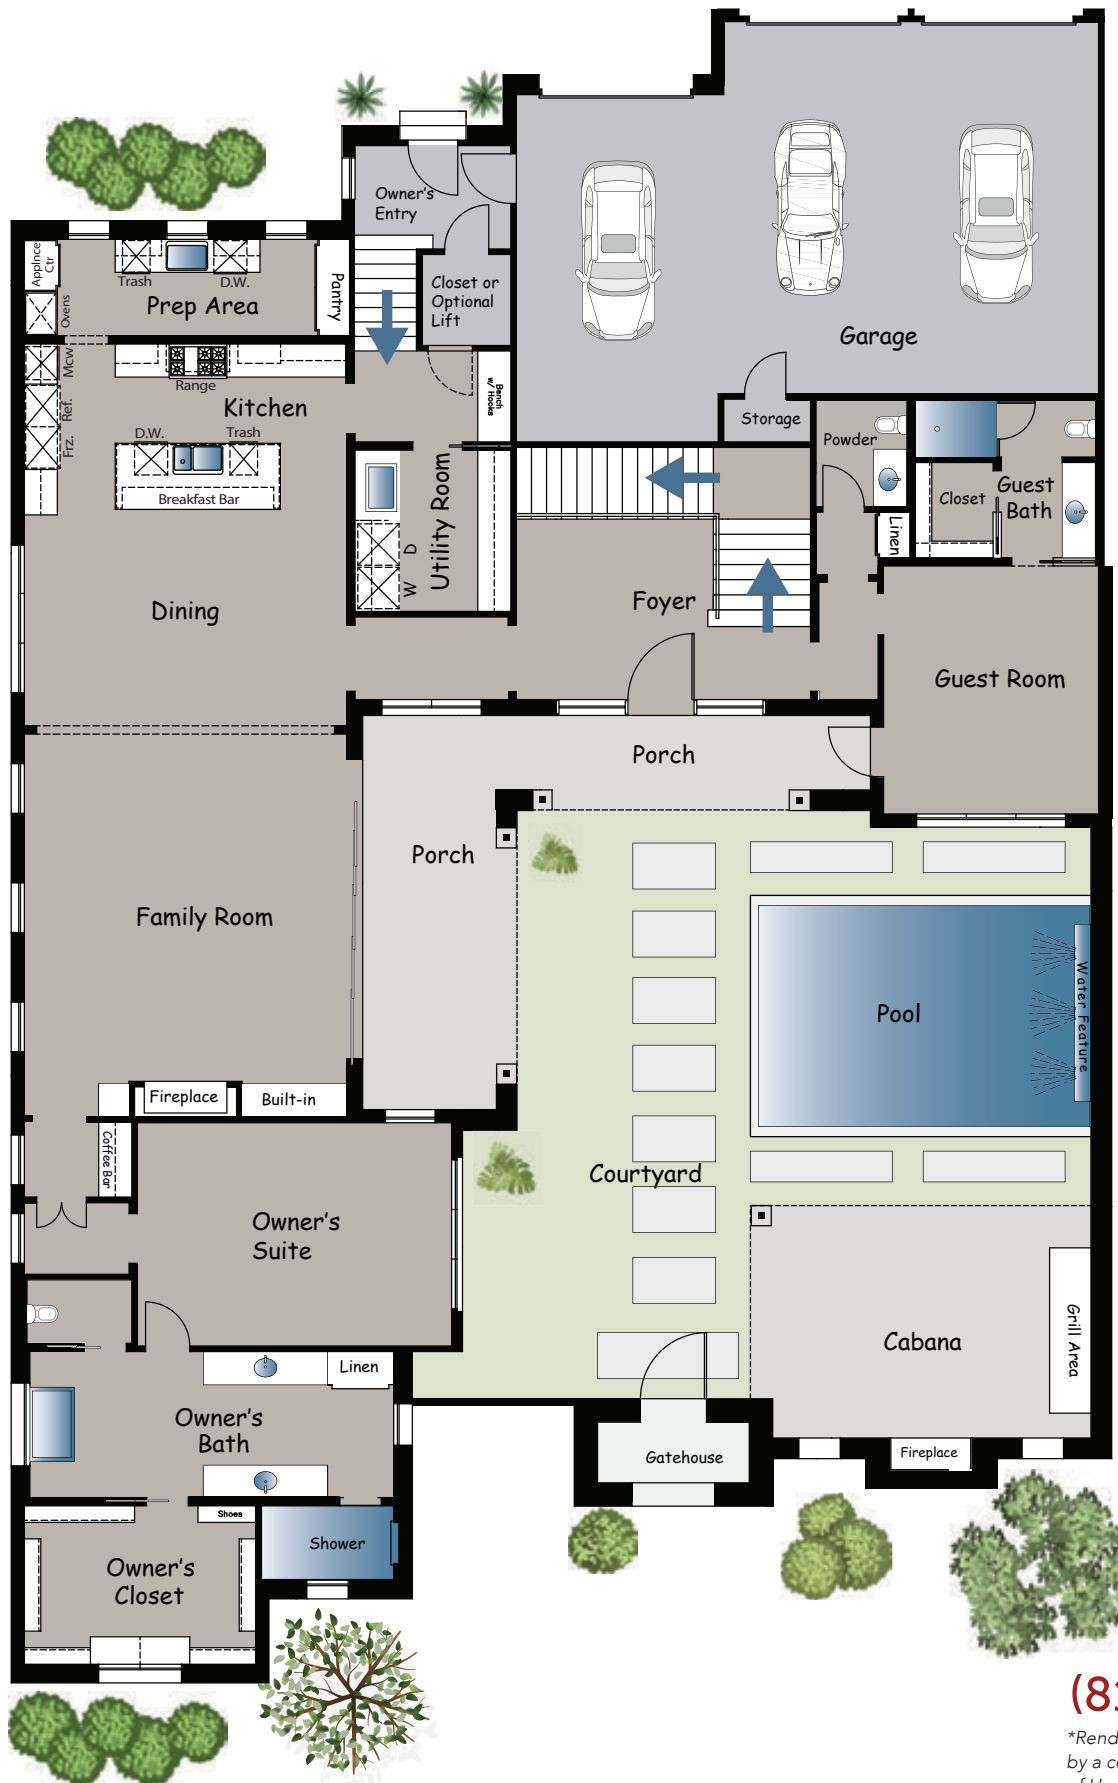 Owner's
Entry
Applnce
Ctr
Trash
D.W.
Prep Area
Ovens
Pantry
Closet or
Optional
Lift
Garage
Mcw
Range
Kitchen
Ref.
Frz.
D.W.
Trash
Breakfast Bar
Bench
w/ Hooks
Storage
Powder
Closet
Guest
Bath
Linen
Utility Room
D
W
Dining
Foyer
Guest Room
Porch
Porch
Family Room
Pool
Water Feature
Fireplace
Built-in
Coffee Bar
Courtyard
Owner's
Suite
Cabana
Grill Area
Linen
Owner's
Bath
Gatehouse
Fireplace
Shoes
Shower
Owner's
Closet
(8
*Rend
by a c